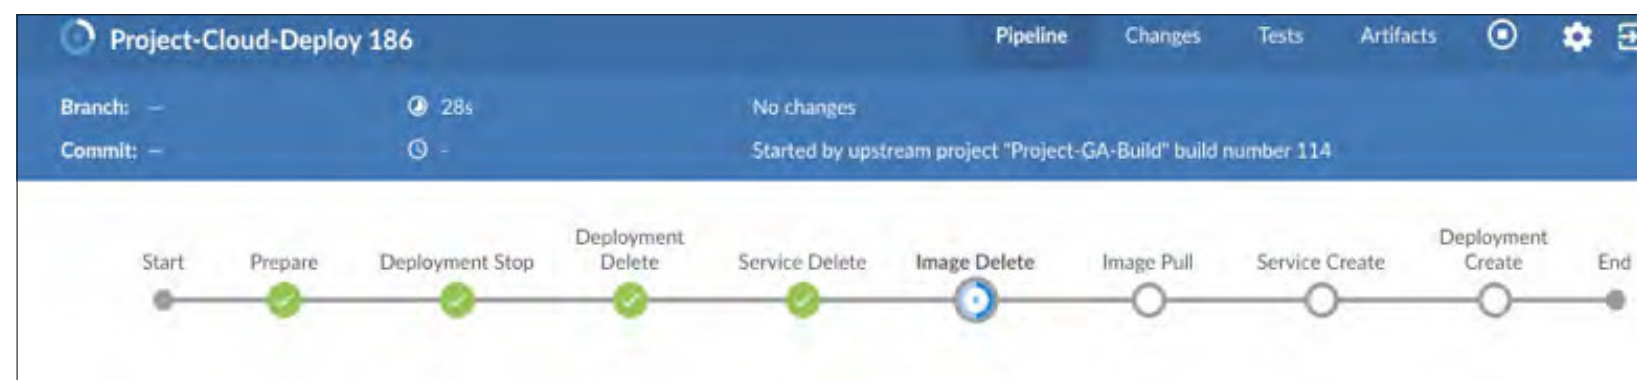 Project-Cloud-Deploy 186
Pipeline Changes Tests Artifacts
Branch: — 28s No changes
Commit: — - Started by upstream project "Project-GA-Build" build number 114
Deployment Deployment
Start Prepare Deployment Stop Delete Service Delete Image Delete Image Pull Service Create Create End